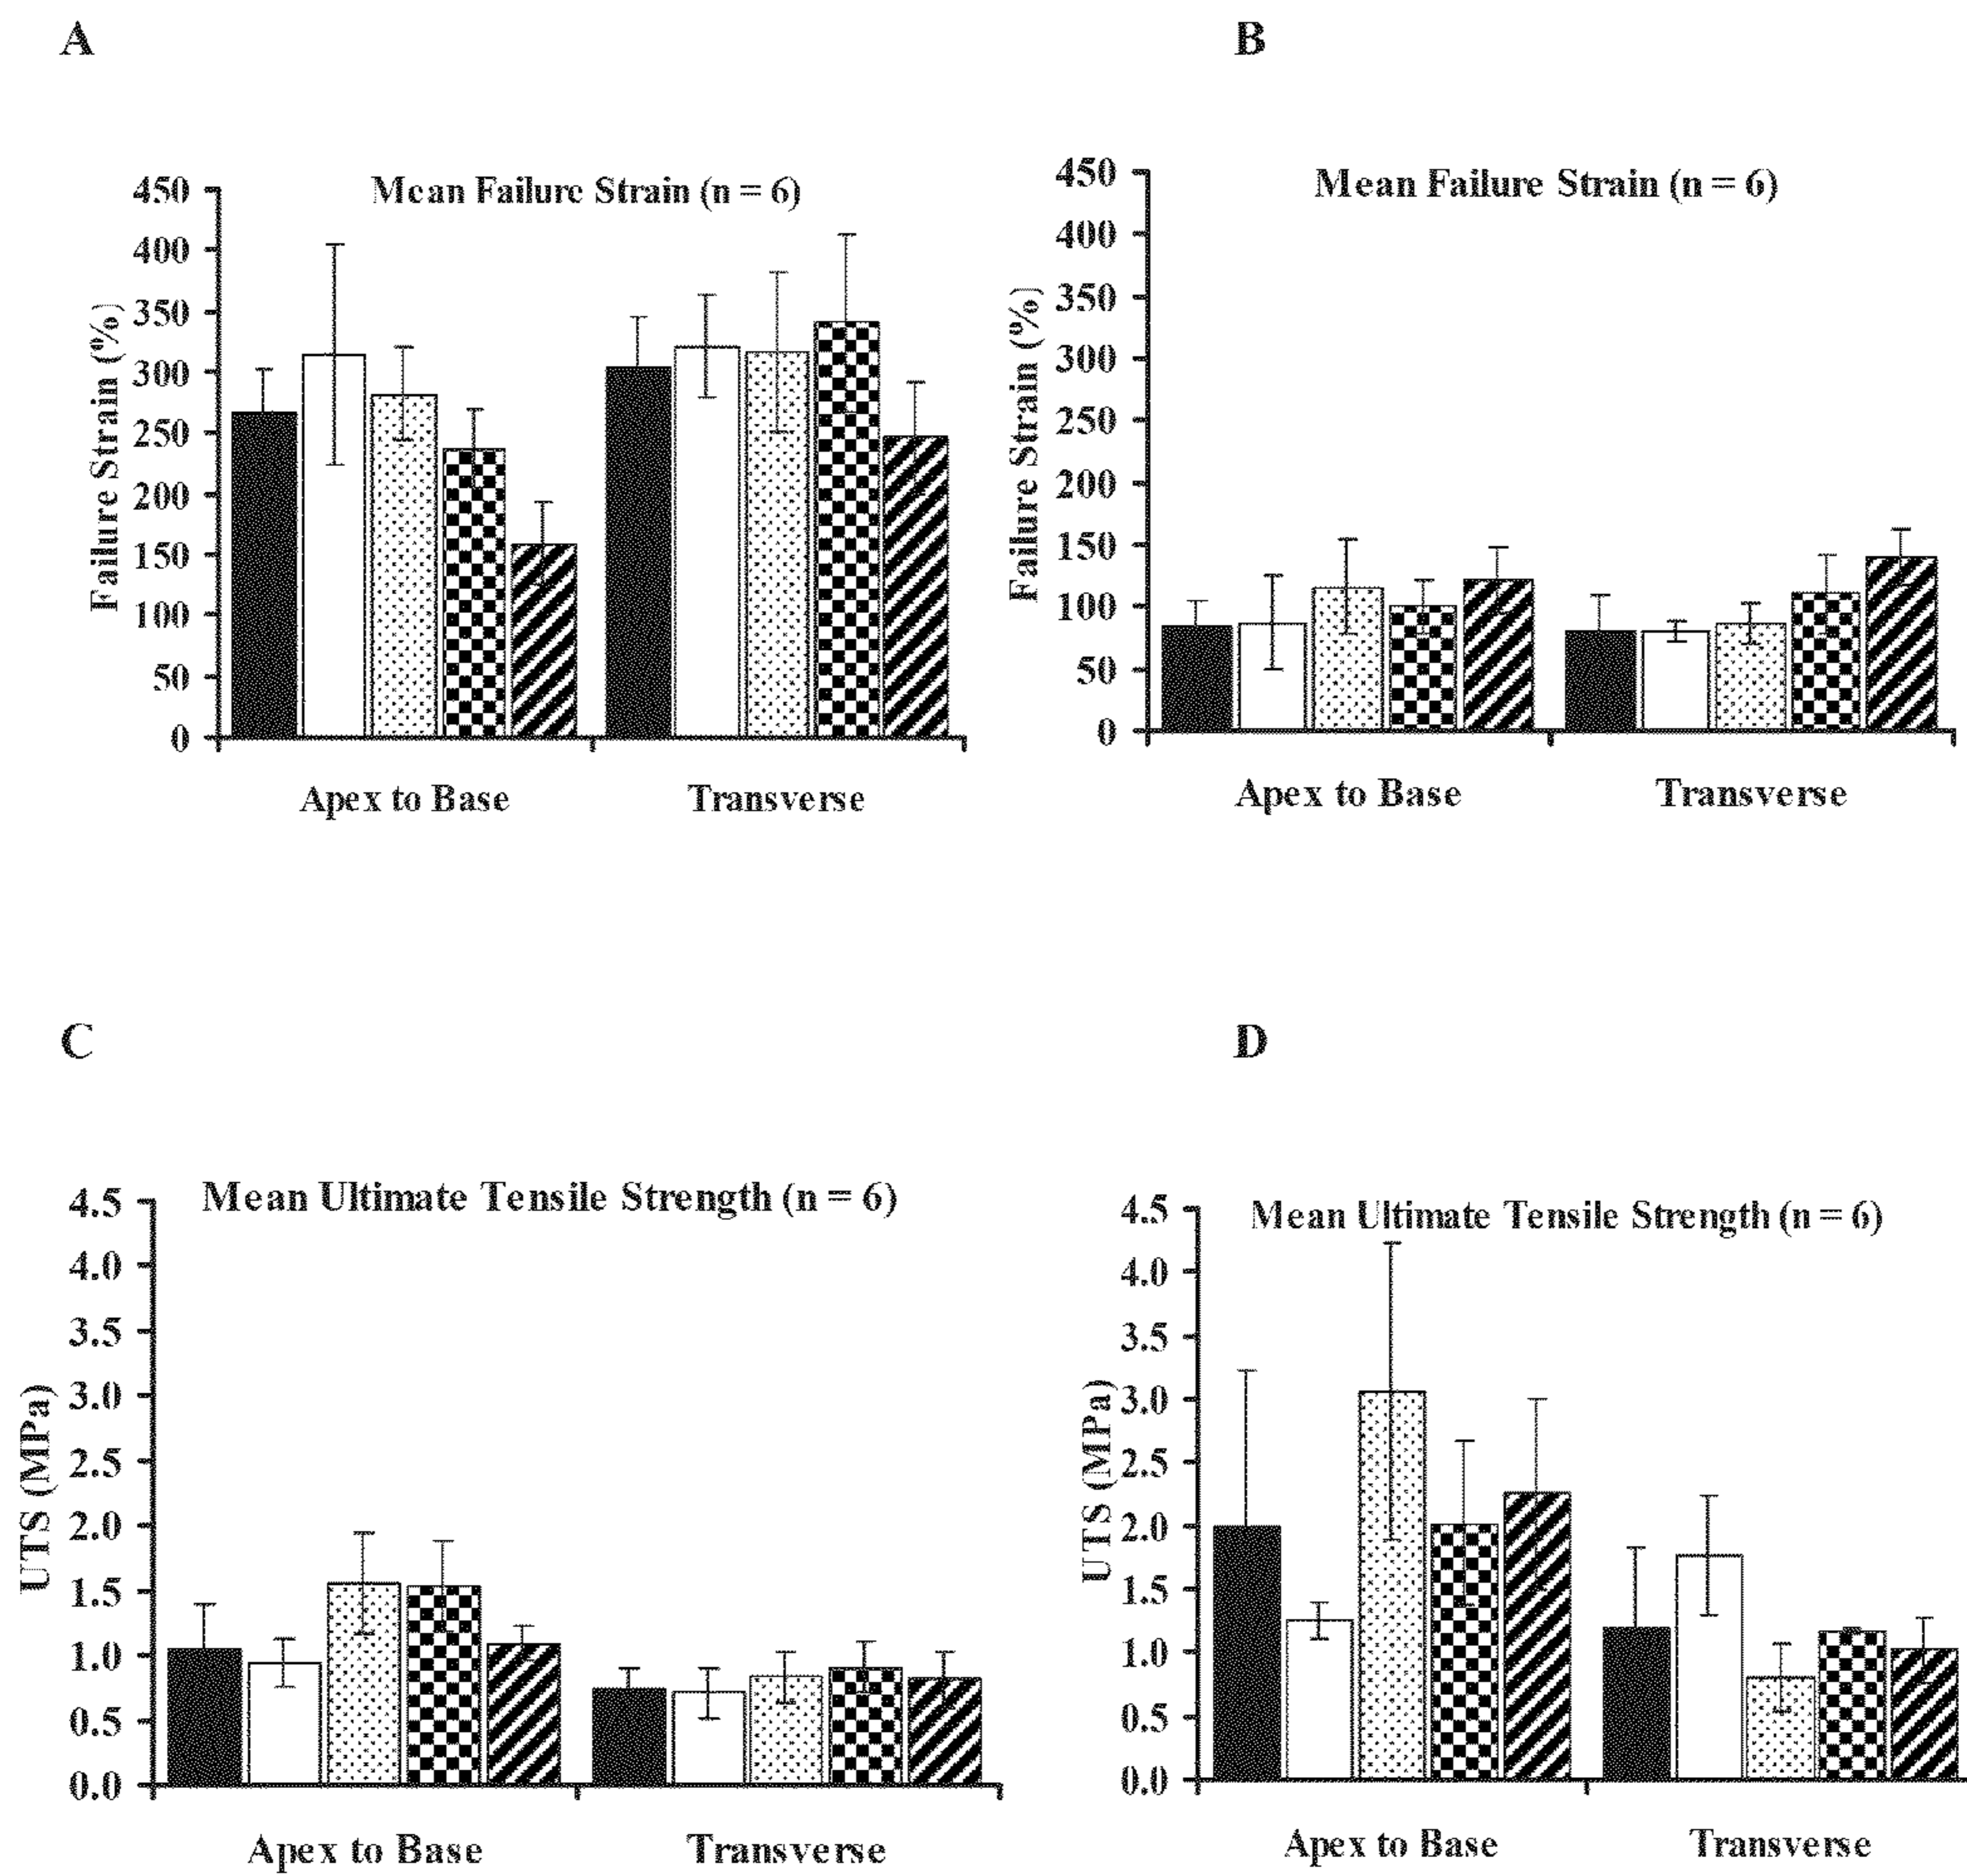 A
Mean Failure Strain (n = 6)
Failure Strain (%)
450
400
350
300
250
200
150
100
50
0
Apex to Base
Transverse
B
Mean Failure Strain (n = 6)
Failure Strain (%)
450
400
350
300
250
200
150
100
50
0
Apex to Base
Transverse
C
Mean Ultimate Tensile Strength (n = 6)
UTS (MPa)
4.5
4.0
3.5
3.0
2.5
2.0
1.5
1.0
0.5
0.0
Apex to Base
Transverse
D
Mean Ultimate Tensile Strength (n = 6)
UTS (MPa)
4.5
4.0
3.5
3.0
2.5
2.0
1.5
1.0
0.5
0.0
Apex to Base
Transverse